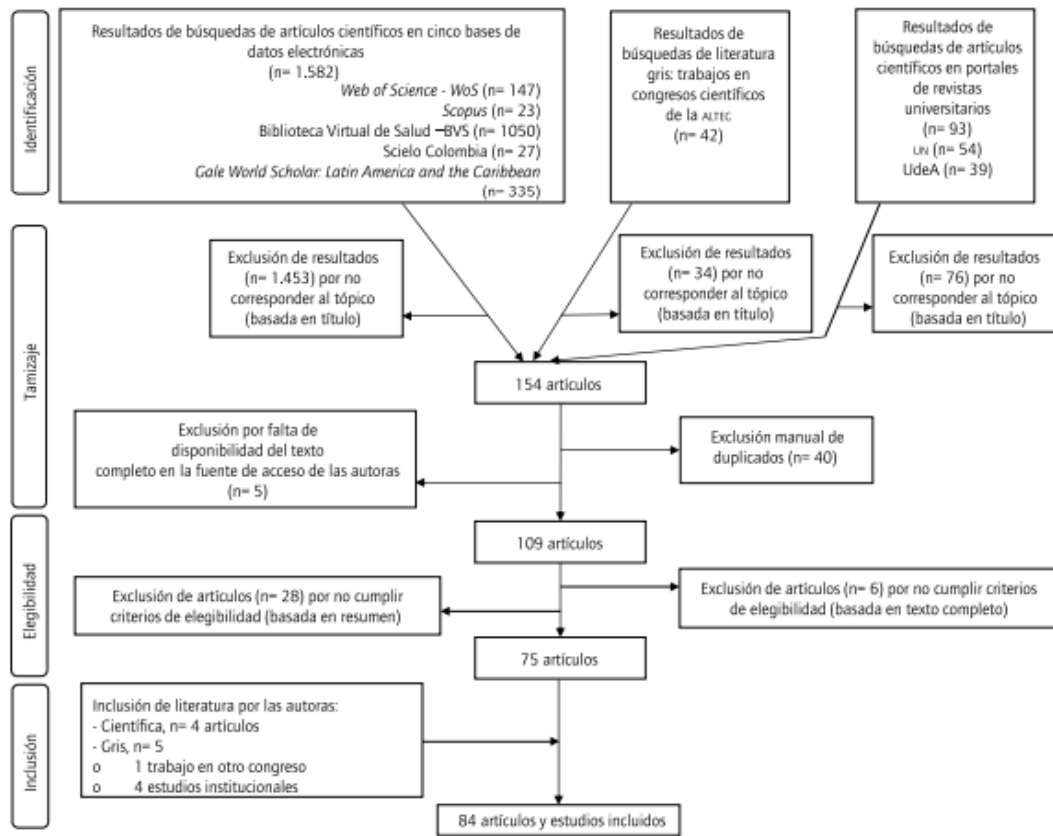 Identificación
Resultados de búsquedas de artículos científicos en cinco bases de
datos electrónicas
(n= 1.582)
Web of Science - WoS (n= 147)
Scopus (n= 23)
Biblioteca Virtual de Salud –BVS (n= 1050)
Scielo Colombia (n= 27)
Gale World Scholar: Latin America and the Caribbean
(n= 335)
Resultados de
búsquedas de literatura
gris: trabajos en
congresos científicos
de la ALTEC
(n= 42)
Resultados de
búsquedas de artículos
científicos en portales
de revistas
universitarios
(n= 93)
UN (n= 54)
UdeA (n= 39)
Tamizaje
Exclusión de resultados
(n= 1.453) por no
corresponder al tópico
(basada en título)
Exclusión de resultados
(n= 34) por no
corresponder al tópico
(basada en título)
Exclusión de resultados
(n= 76) por no
corresponder al tópico
(basada en título)
154 artículos
Exclusión por falta de
disponibilidad del texto
completo en la fuente de acceso de las autoras
(n= 5)
Exclusión manual de
duplicados (n= 40)
Elegibilidad
109 artículos
Exclusión de artículos (n= 28) por no cumplir
criterios de elegibilidad (basada en resumen)
Exclusión de artículos (n= 6) por no cumplir criterios
de elegibilidad (basada en texto completo)
75 artículos
Inclusión
Inclusión de literatura por las autoras:
- Científica, n= 4 artículos
- Gris, n= 5
o 1 trabajo en otro congreso
o 4 estudios institucionales
84 artículos y estudios incluidos